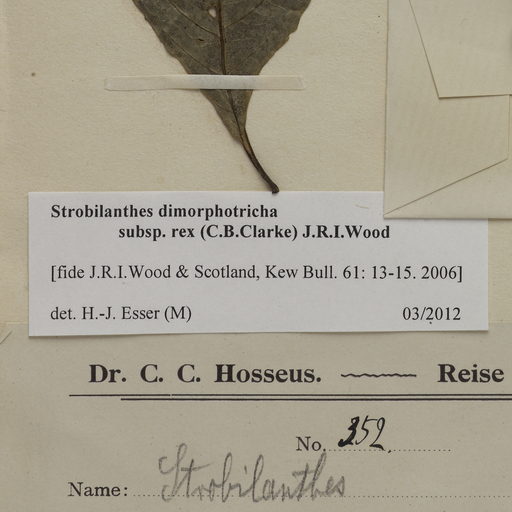 Strobilanthes dimorphotricha
subsp. rex (C.B.Clarke) J.R.I.Wood
[fide J.R.I.Wood & Scotland, Kew Bull. 61: 13-15. 2006]
det. H.-J. Esser (M) 03/2012
Dr. C. C. Hosseus. Reise
No. 352
Name: Strobilanthes